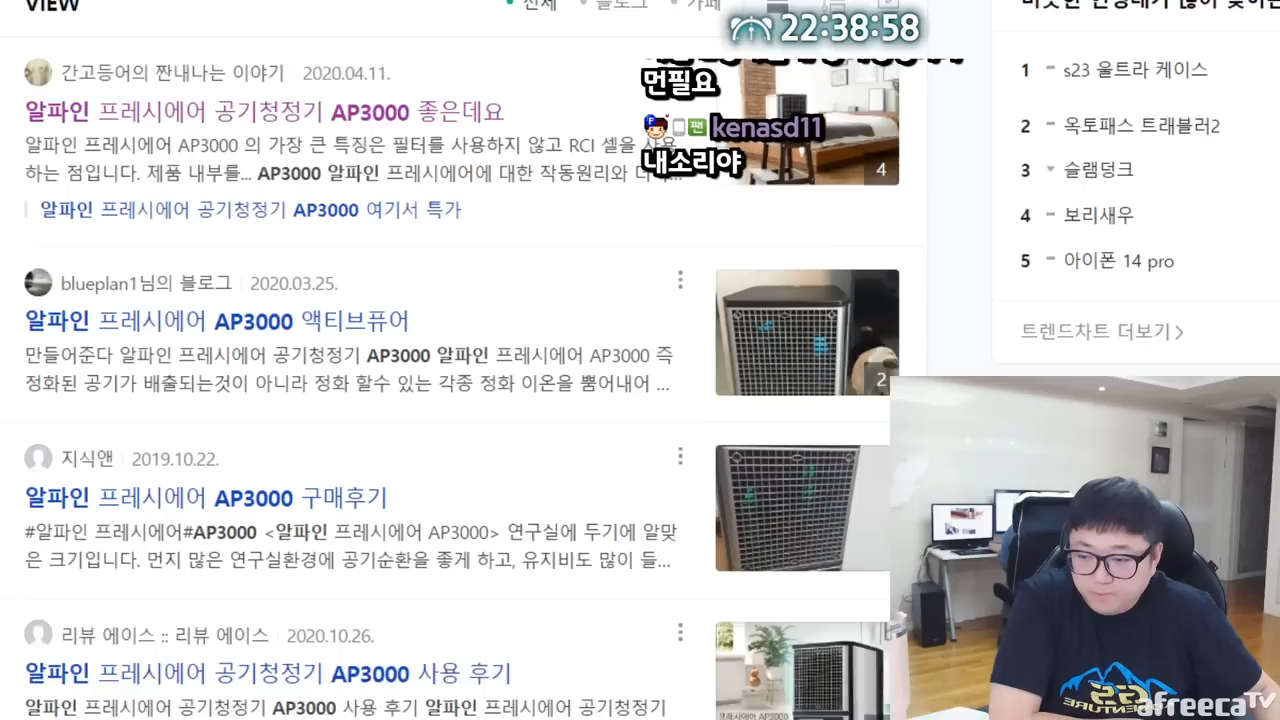 VIEW
전체
블로그
카페
22:38:58
간고등어의 짠내나는 이야기 2020.04.11.
알파인 프레시에어 공기청정기 AP3000 좋은데요
알파인 프레시에어 AP3000 의 가장 큰 특징은 필터를 사용하지 않고 RCI 셀을 사용
하는 점입니다. 제품 내부를... AP3000 알파인 프레시에어에 대한 작동원리와
알파인 프레시에어 공기청정기 AP3000 여기서 특가
먼필요
kenasd11
내소리야
4
blueplan1님의 블로그 2020.03.25.
알파인 프레시에어 AP3000 액티브퓨어
만들어준다 알파인 프레시에어 공기청정기 AP3000 알파인 프레시에어 AP3000 즉
정화된 공기가 배출되는것이 아니라 정화 할수 있는 각종 정화 이온을 뿜어내어 ...
2
지식앤 2019.10.22.
알파인 프레시에어 AP3000 구매후기
#알파인 프레시에어#AP3000 <알파인 프레시에어 AP3000> 연구실에 두기에 알맞
은 크기입니다. 먼지 많은 연구실환경에 공기순환을 좋게 하고, 유지비도 많이 들...
리뷰 에이스 :: 리뷰 에이스 2020.10.26.
알파인 프레시에어 공기청정기 AP3000 사용 후기
알파인 프레시에어 공기청정기 AP3000 사용 후기 알파인 프레시에어 공기청정기
1 s23 울트라 케이스
2 옥토패스 트래블러2
3 슬램덩크
4 보리새우
5 아이폰 14 pro
트렌드차트 더보기
afreecaTV